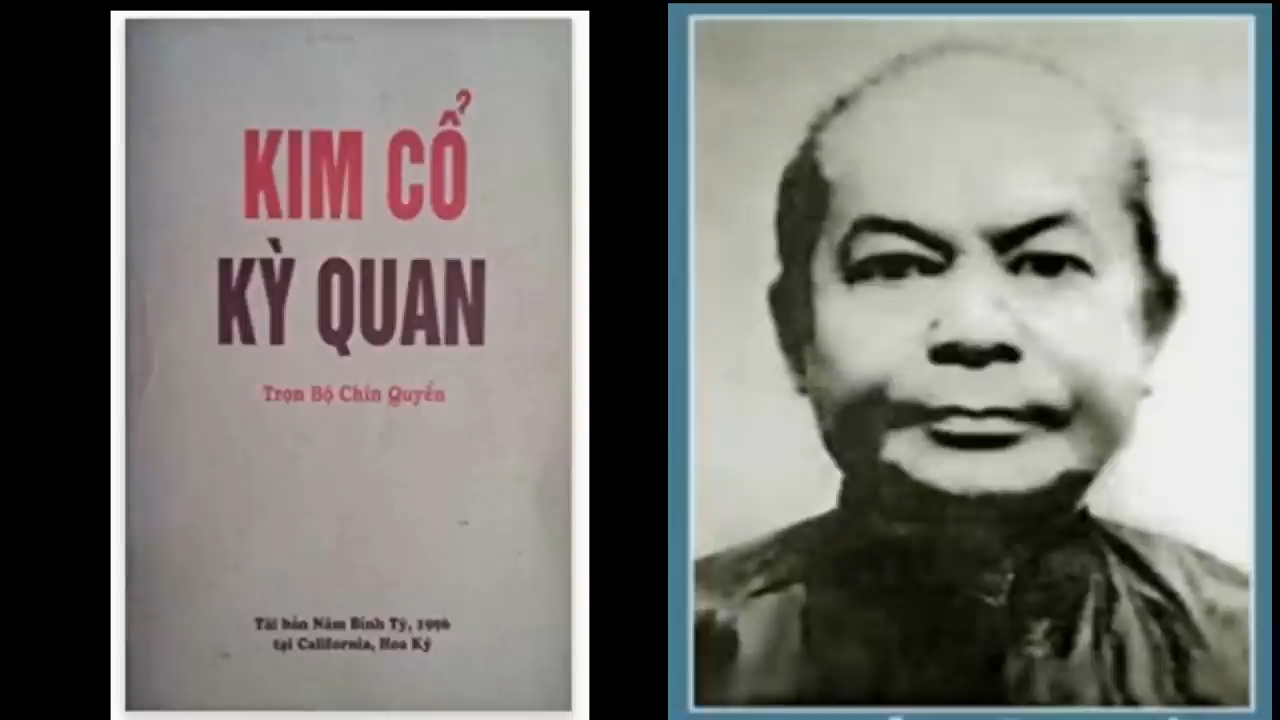 KIM CỔ
KỲ QUAN
Trọn Bộ Chín Quyển
Tái bản Năm Bính Tý, 1996
tại California, Hoa Kỳ